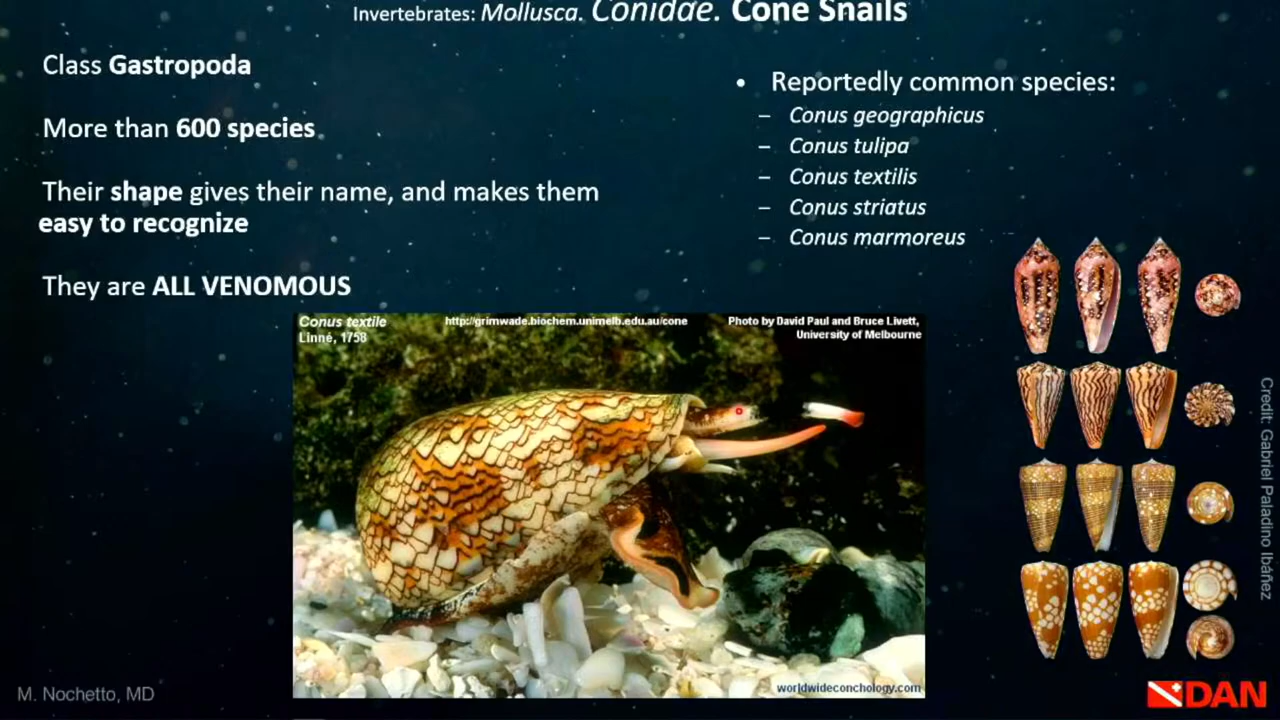 Invertebrates: Mollusca. Conidae. Cone Snails
Class Gastropoda
More than 600 species
Their shape gives their name, and makes them
easy to recognize
They are ALL VENOMOUS
• Reportedly common species:
– Conus geographicus
– Conus tulipa
– Conus textilis
– Conus striatus
– Conus marmoreus
Conus textile
Linné, 1758
http://grimwade.biochem.unimelb.edu.au/cone
Photo by David Paul and Bruce Livett,
University of Melbourne
worldwideconchology.com
Credit: Gabriel Paladino Ibáñez
M. Nochetto, MD
DAN